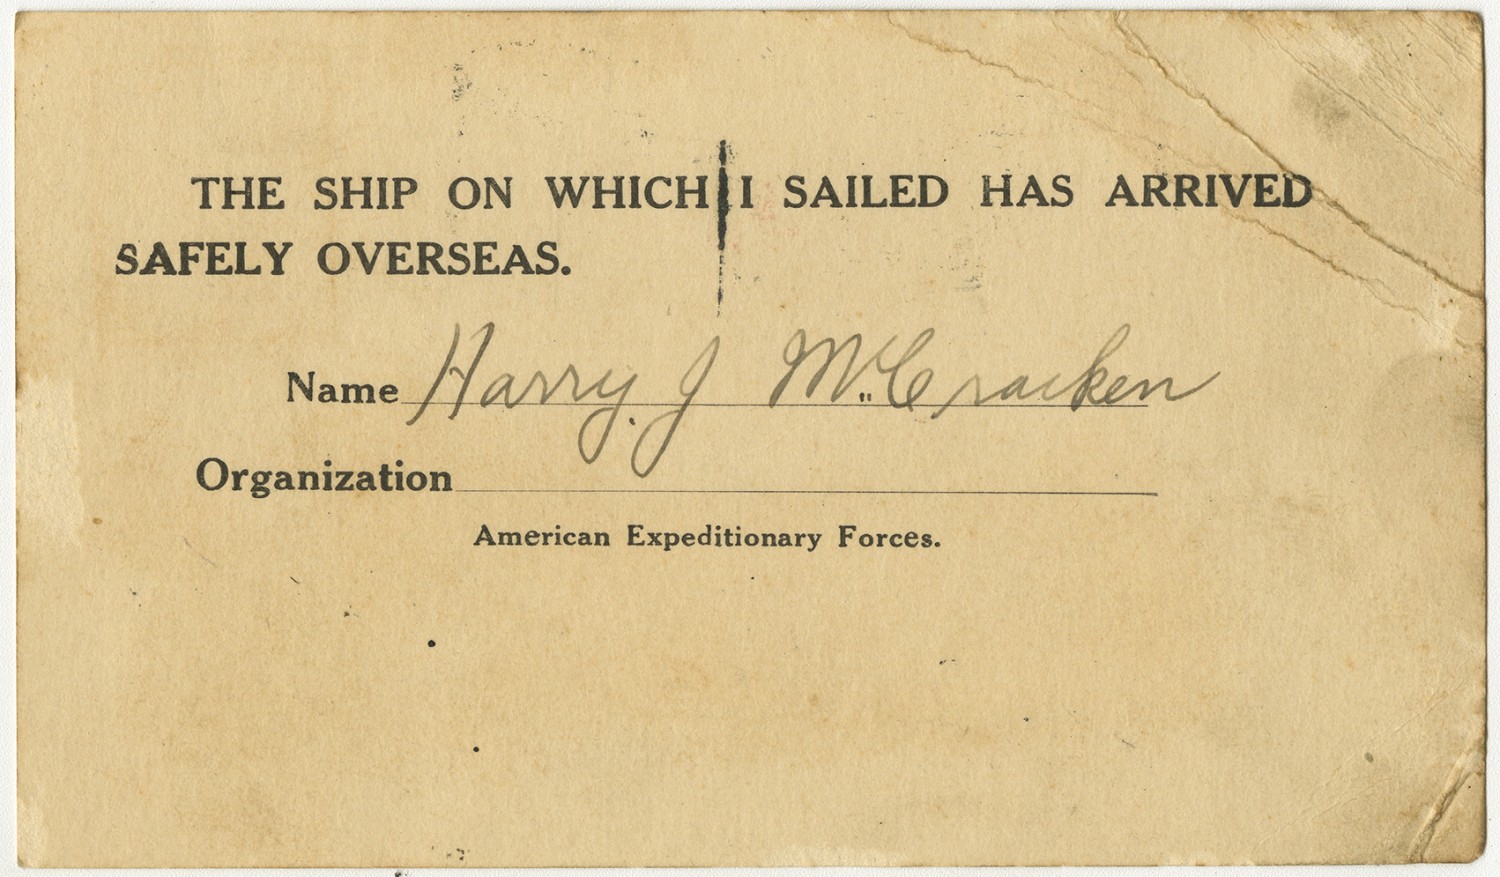 THE SHIP ON WHICH I SAILED HAS ARRIVED
SAFELY OVERSEAS.
Name Harry J McCracken
Organization
American Expeditionary Forces.